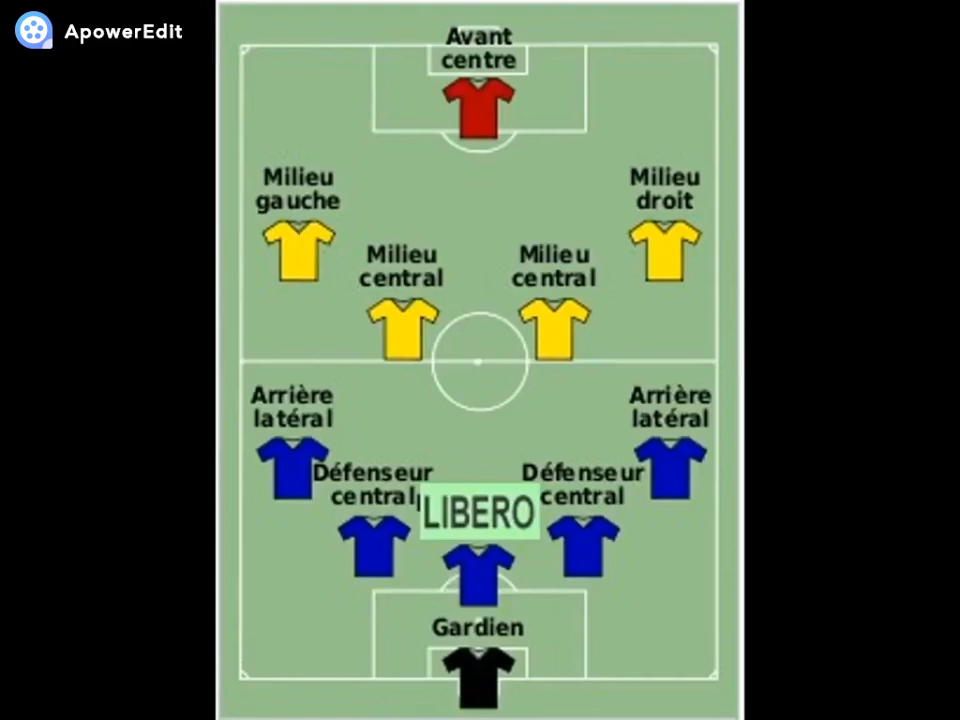 ApowerEdit
Avant
centre
Milieu
gauche
Milieu
droit
Milieu
central
Milieu
central
Arrière
latéral
Arrière
latéral
Défenseur
central
Défenseur
central
LIBERO
Gardien